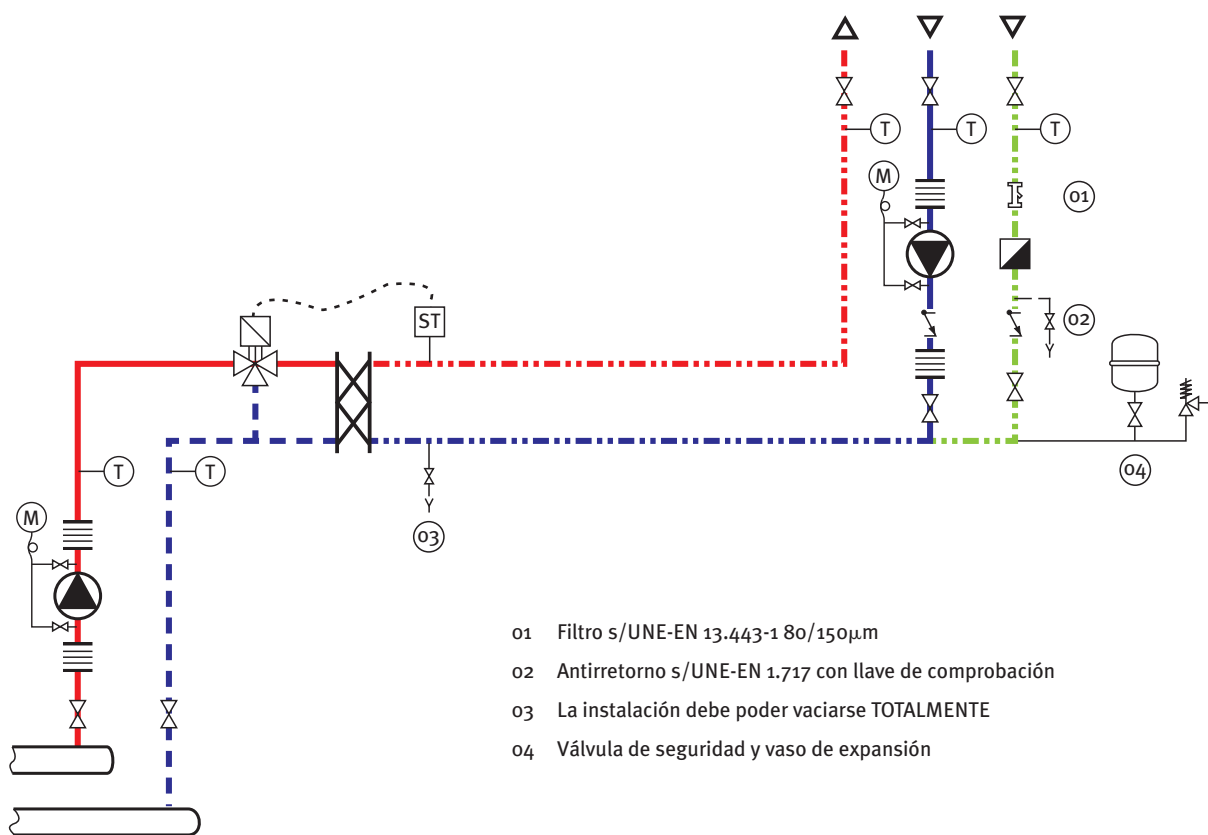 T
T
T
M
01
ST
02
T
T
04
M
03
01 Filtro s/UNE-EN 13.443-1 80/150µm
02 Antirretorno s/UNE-EN 1.717 con llave de comprobación
03 La instalación debe poder vaciarse TOTALMENTE
04 Válvula de seguridad y vaso de expansión